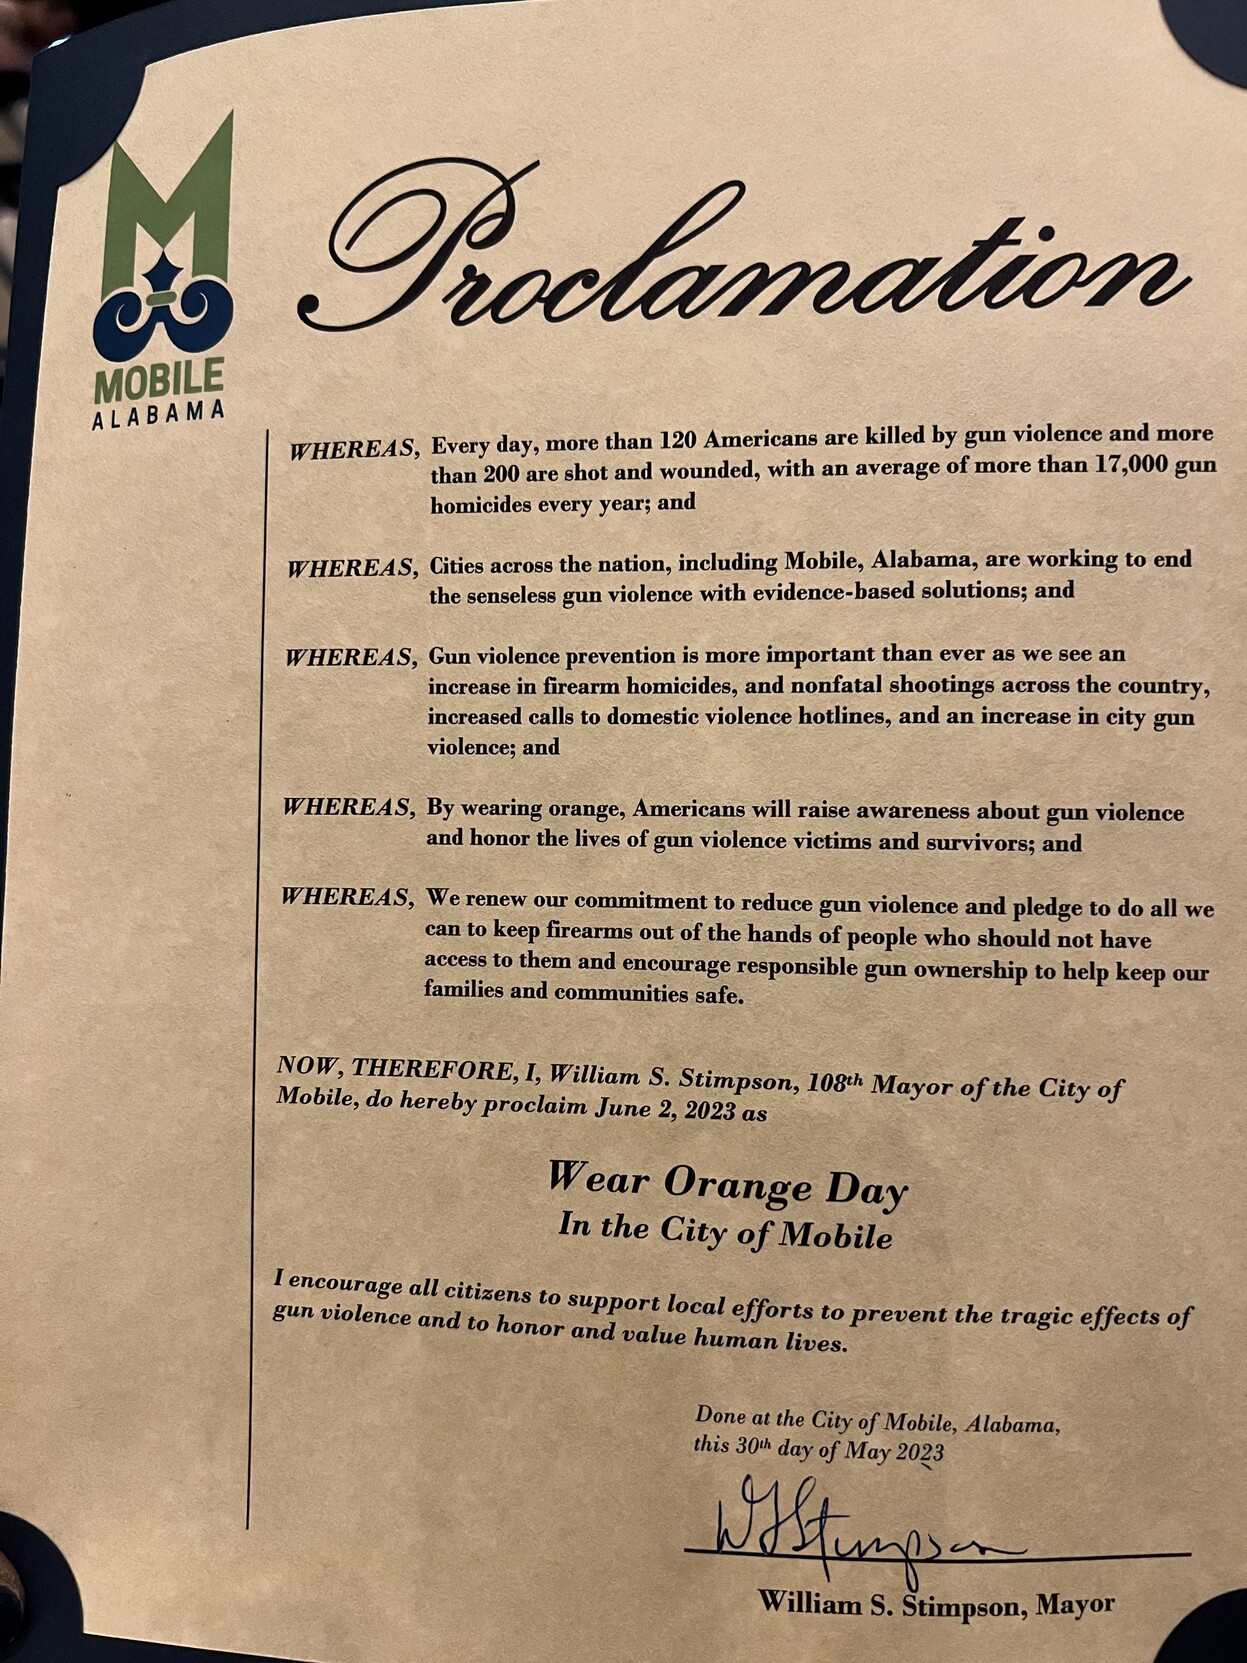 Proclamation
MOBILE
ALABAMA
WHEREAS, Every day, more than 120 Americans are killed by gun violence and more
than 200 are shot and wounded, with an average of more than 17,000 gun
homicides every year; and
WHEREAS, Cities across the nation, including Mobile, Alabama, are working to end
the senseless gun violence with evidence-based solutions; and
WHEREAS, Gun violence prevention is more important than ever as we see an
increase in firearm homicides, and nonfatal shootings across the country,
increased calls to domestic violence hotlines, and an increase in city gun
violence; and
WHEREAS, By wearing orange, Americans will raise awareness about gun violence
and honor the lives of gun violence victims and survivors; and
WHEREAS, We renew our commitment to reduce gun violence and pledge to do all we
can to keep firearms out of the hands of people who should not have
access to them and encourage responsible gun ownership to help keep our
families and communities safe.
NOW, THEREFORE, I, William S. Stimpson, 108th Mayor of the City of
Mobile, do hereby proclaim June 2, 2023 as
Wear Orange Day
In the City of Mobile
I encourage all citizens to support local efforts to prevent the tragic effects of
gun violence and to honor and value human lives.
Done at the City of Mobile, Alabama,
this 30th day of May 2023
WSStimpson
William S. Stimpson, Mayor